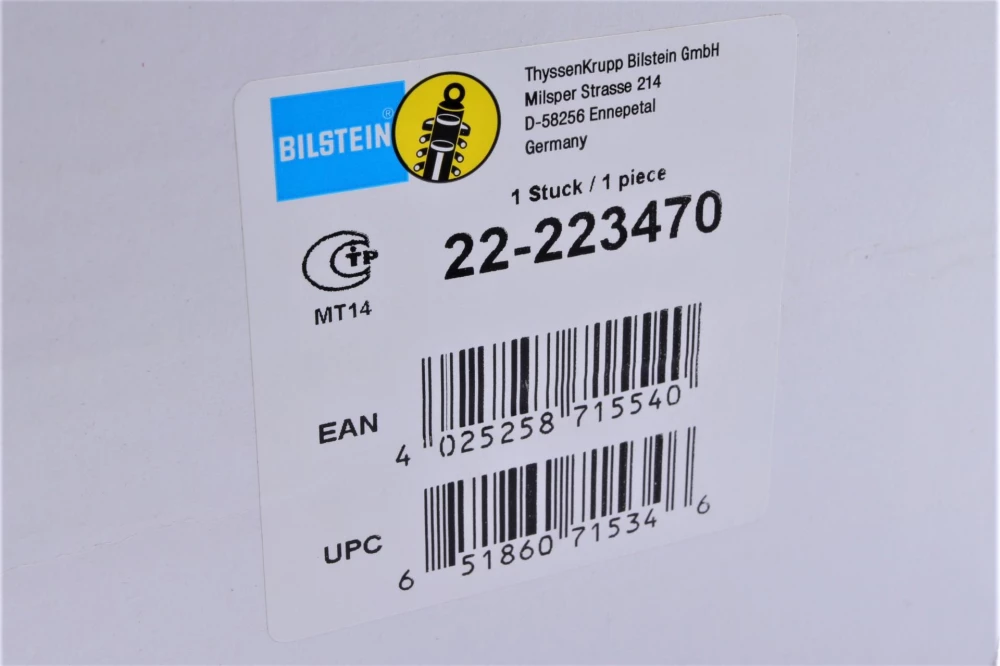 BILSTEIN®
ThyssenKrupp Bilstein GmbH
Milsper Strasse 214
D-58256 Ennepetal
Germany
1 Stuck / 1 piece
22-223470
CTP
MT14
EAN
4 025258 715540
UPC
6 51860 71534 6